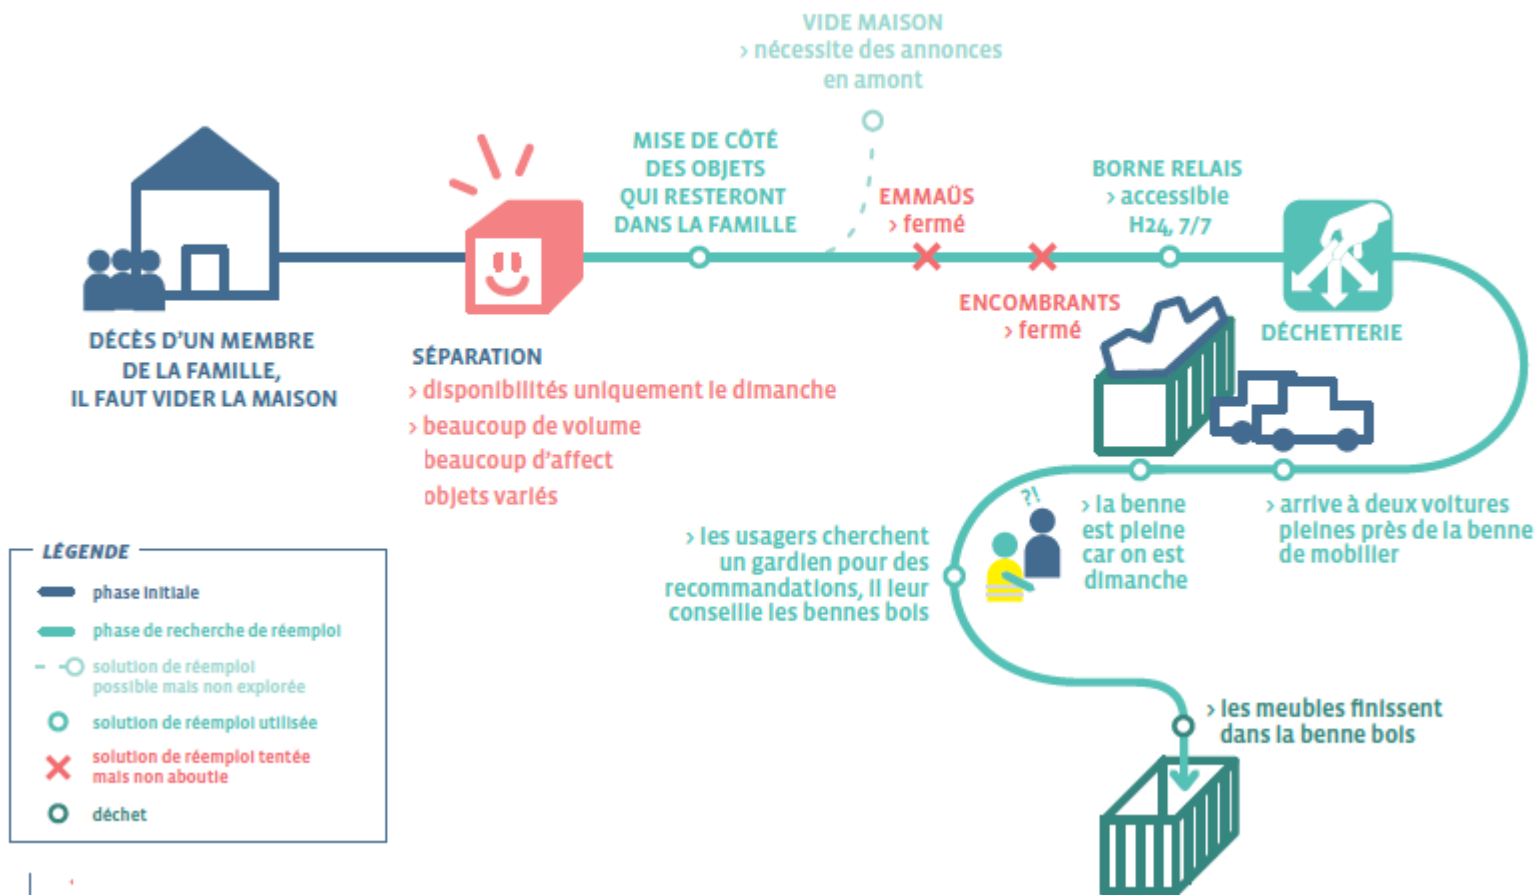 VIDE MAISON
› nécessite des annonces
en amont
MISE DE CÔTÉ
DES OBJETS
QUI RESTERONT
DANS LA FAMILLE
EMMAÜS
› fermé
BORNE RELAIS
› accessible
H24, 7/7
ENCOMBRANTS
› fermé
DÉCHETTERIE
DÉCÈS D'UN MEMBRE
DE LA FAMILLE,
IL FAUT VIDER LA MAISON
SÉPARATION
› disponibilités uniquement le dimanche
› beaucoup de volume
beaucoup d'affect
objets variés
› arrive à deux voitures
pleines près de la benne
de mobilier
› la benne
est pleine
car on est
dimanche
?!
› les usagers cherchent
un gardien pour des
recommandations, il leur
conseille les bennes bois
› les meubles finissent
dans la benne bois
LÉGENDE
phase initiale
phase de recherche de réemploi
solution de réemploi
possible mais non explorée
solution de réemploi utilisée
solution de réemploi tentée
mais non aboutie
déchet